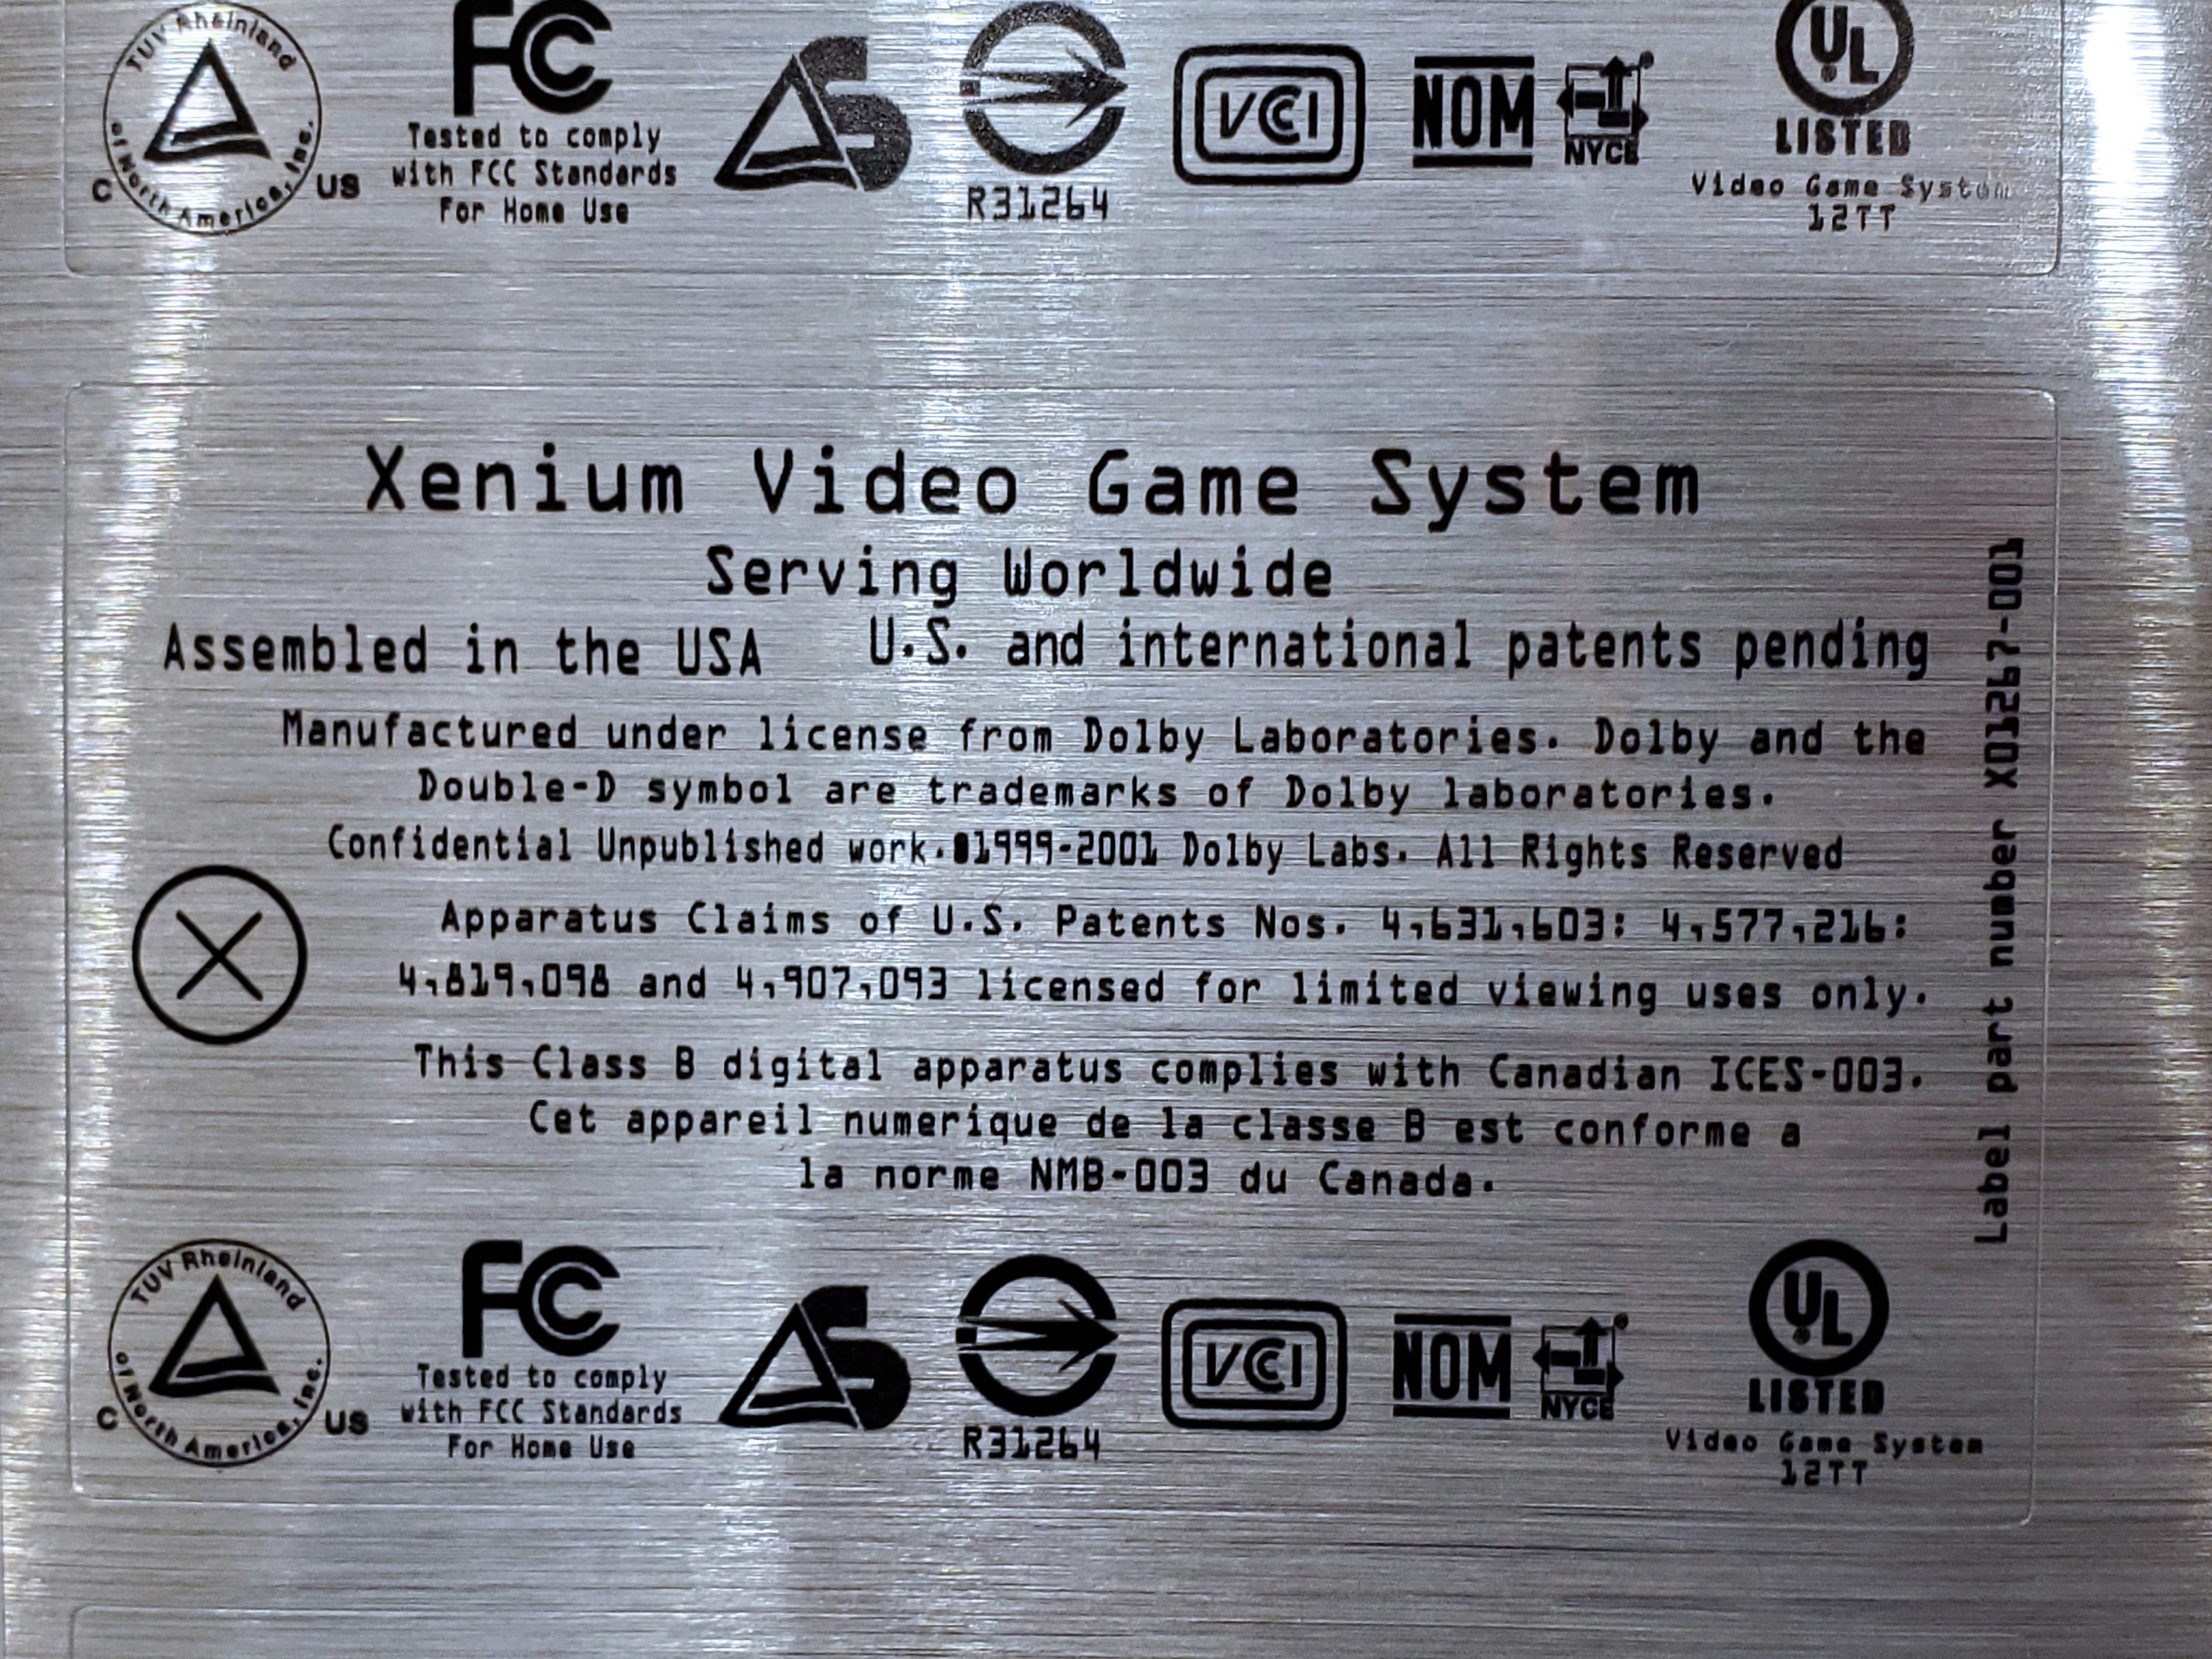 TUV Rheinland
of North America, Inc.
C US
FC
Tested to comply
with FCC Standards
For Home Use
R31264
VCCI
NOM
NYCE
UL
LISTED
Video Game System
12TT
Xenium Video Game System
Serving Worldwide
Assembled in the USA U.S. and international patents pending
Manufactured under license from Dolby Laboratories. Dolby and the
Double-D symbol are trademarks of Dolby laboratories.
Confidential Unpublished work. 1999-2001 Dolby Labs. All Rights Reserved
Apparatus Claims of U.S. Patents Nos. 4,631,603: 4,577,216:
4,819,098 and 4,907,093 licensed for limited viewing uses only.
This Class B digital apparatus complies with Canadian ICES-003.
Cet appareil numerique de la classe B est conforme a
la norme NMB-003 du Canada.
Label part number X01267-001
TUV Rheinland
of North America, Inc.
C US
FC
Tested to comply
with FCC Standards
For Home Use
R31264
VCCI
NOM
NYCE
UL
LISTED
Video Game System
12TT